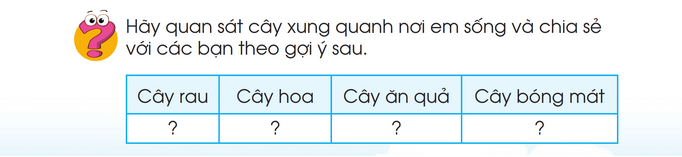 Hãy quan sát cây xung quanh nơi em sống và chia sẻ
với các bạn theo gợi ý sau.
Cây rau Cây hoa Cây ăn quả Cây bóng mát
? ? ? ?